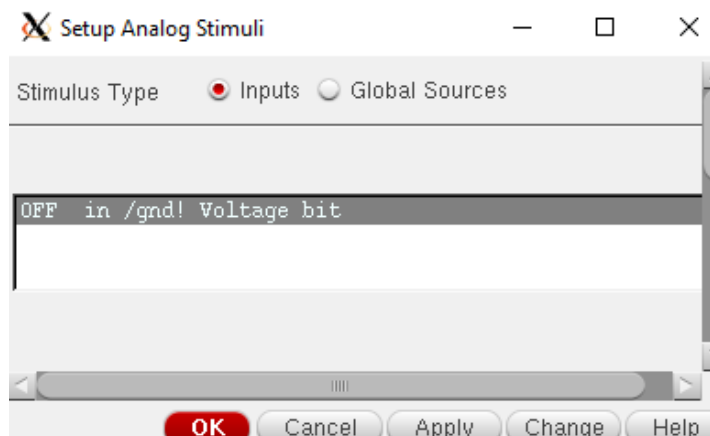 Setup Analog Stimuli
Stimulus Type Inputs Global Sources
OFF in /gnd! Voltage bit
OK Cancel Apply Change Help